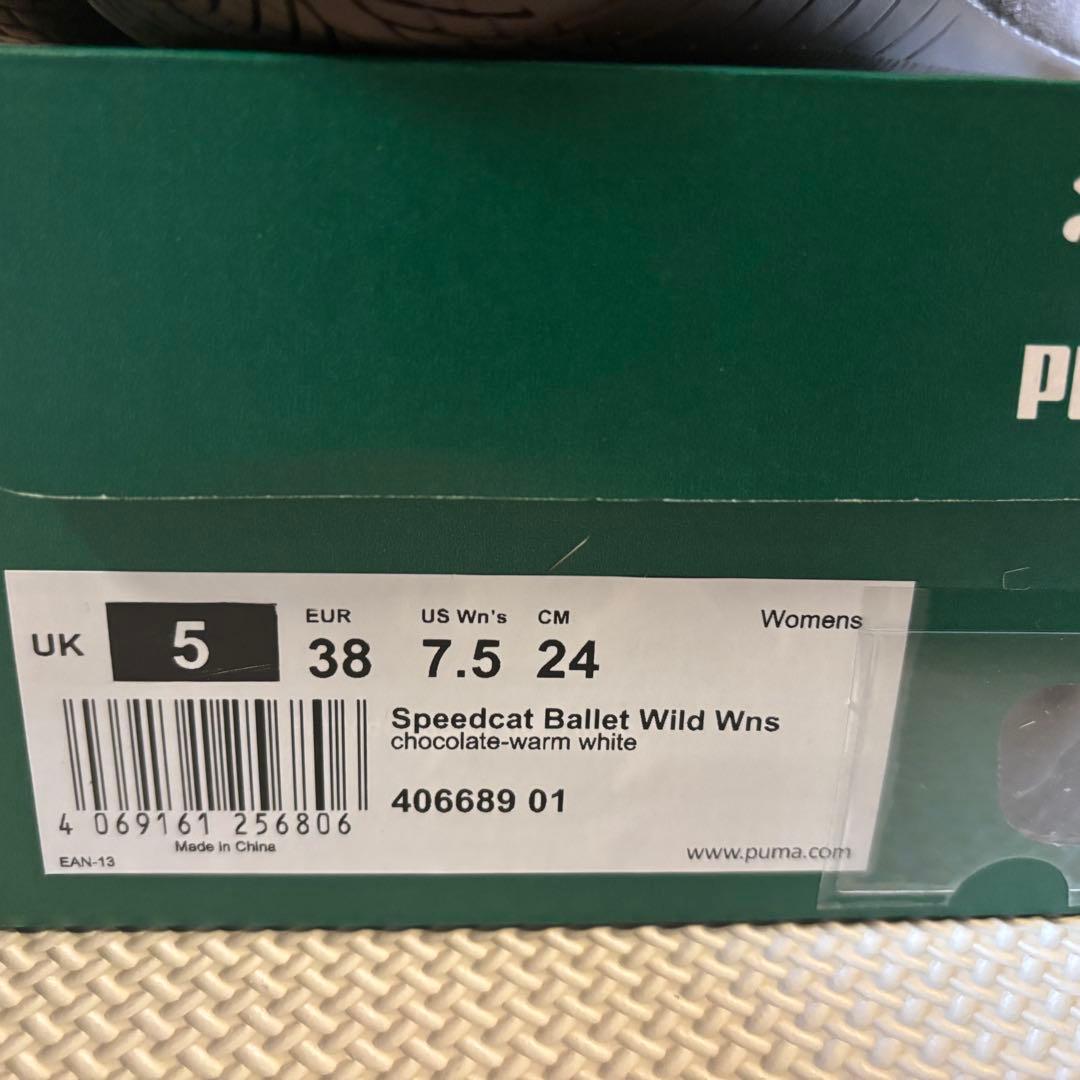 UK 5 EUR 38 US Wn's 7.5 CM 24 Womens
Speedcat Ballet Wild Wns
chocolate-warm white
406689 01
4 069161 256806
Made in China
EAN-13
www.puma.com